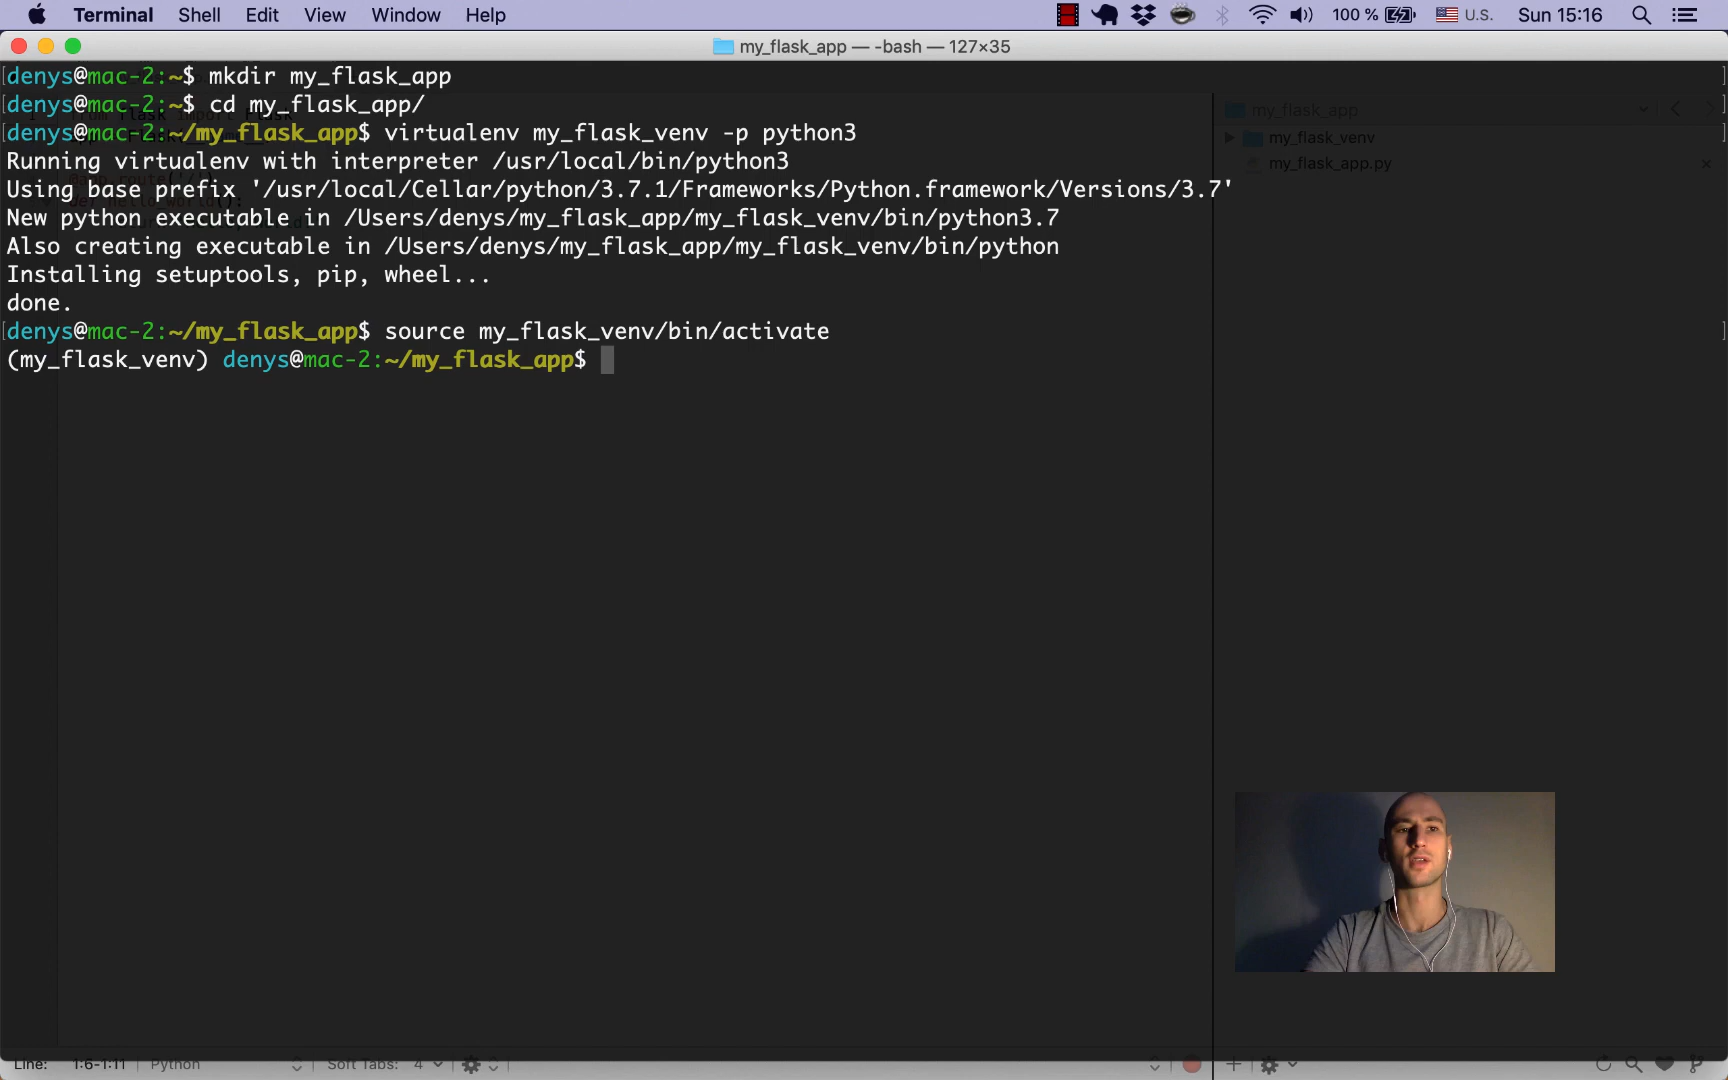 Terminal Shell Edit View Window Help 100 % U.S. Sun 15:16
my_flask_app — -bash — 127×35
[denys@mac-2:~$ mkdir my_flask_app ]
[denys@mac-2:~$ cd my_flask_app/ ]
[denys@mac-2:~/my_flask_app$ virtualenv my_flask_venv -p python3 ]
Running virtualenv with interpreter /usr/local/bin/python3
Using base prefix '/usr/local/Cellar/python/3.7.1/Frameworks/Python.framework/Versions/3.7'
New python executable in /Users/denys/my_flask_app/my_flask_venv/bin/python3.7
Also creating executable in /Users/denys/my_flask_app/my_flask_venv/bin/python
Installing setuptools, pip, wheel...
done.
[denys@mac-2:~/my_flask_app$ source my_flask_venv/bin/activate ]
(my_flask_venv) denys@mac-2:~/my_flask_app$
my_flask_app
my_flask_venv
my_flask_app.py
Line: 1:6-1:11 Python Soft Tabs: 4